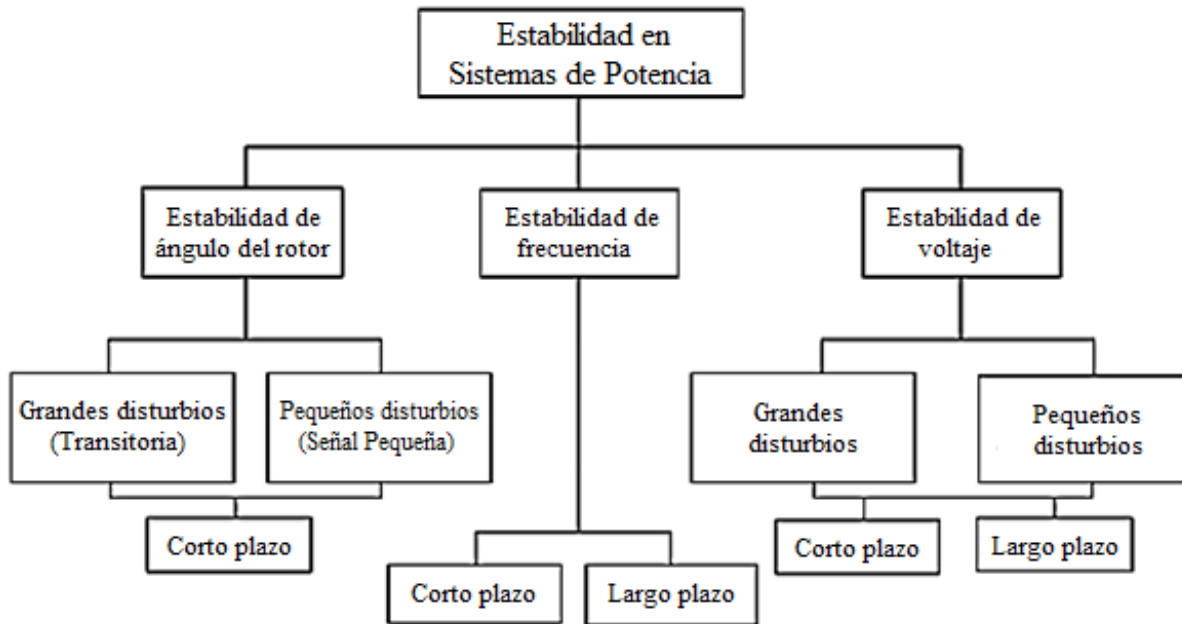 Estabilidad en
Sistemas de Potencia
Estabilidad de
ángulo del rotor
Estabilidad de
frecuencia
Estabilidad de
voltaje
Grandes disturbios
(Transitoria)
Pequeños disturbios
(Señal Pequeña)
Grandes
disturbios
Pequeños
disturbios
Corto plazo
Corto plazo
Largo plazo
Corto plazo
Largo plazo